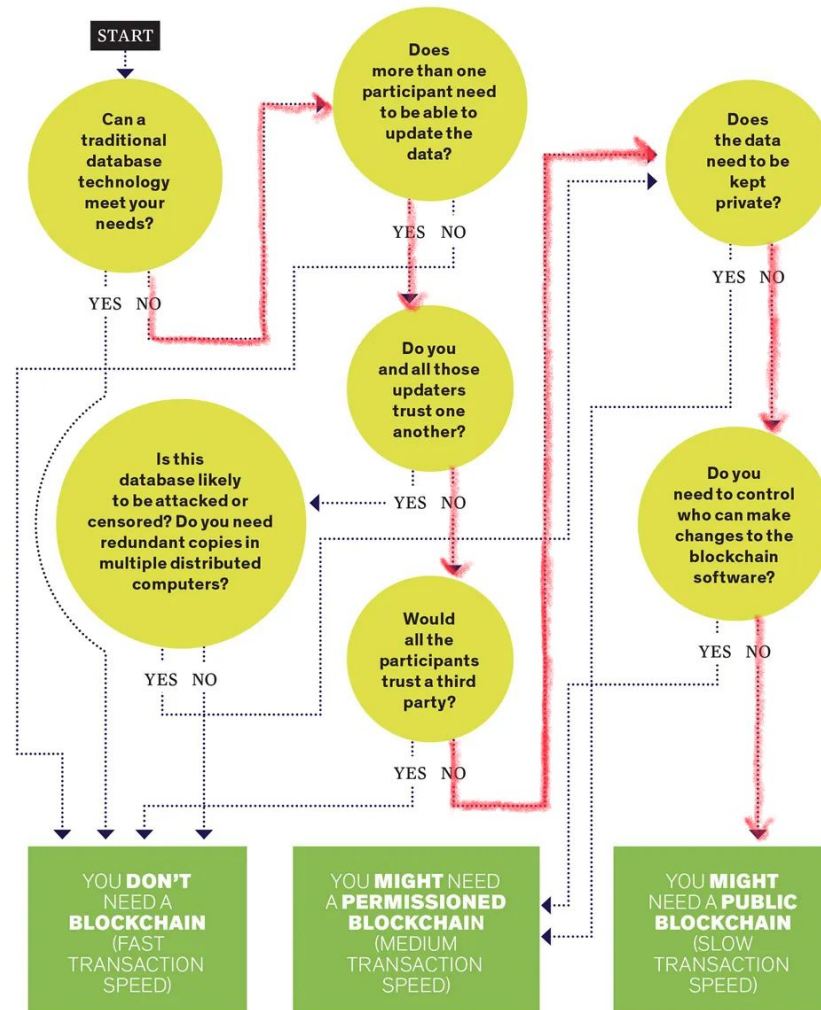 START
Can a
traditional
database
technology
meet your
needs?
YES NO
Does
more than one
participant need
to be able to
update the
data?
YES NO
Do you
and all those
updaters
trust one
another?
YES NO
Is this
database likely
to be attacked or
censored? Do you need
redundant copies in
multiple distributed
computers?
YES NO
Would
all the
participants
trust a third
party?
YES NO
Does
the data
need to be
kept
private?
YES NO
Do you
need to control
who can make
changes to the
blockchain
software?
YES NO
YOU DON'T
NEED A
BLOCKCHAIN
(FAST
TRANSACTION
SPEED)
YOU MIGHT NEED
A PERMISSIONED
BLOCKCHAIN
(MEDIUM
TRANSACTION
SPEED)
YOU MIGHT
NEED A PUBLIC
BLOCKCHAIN
(SLOW
TRANSACTION
SPEED)